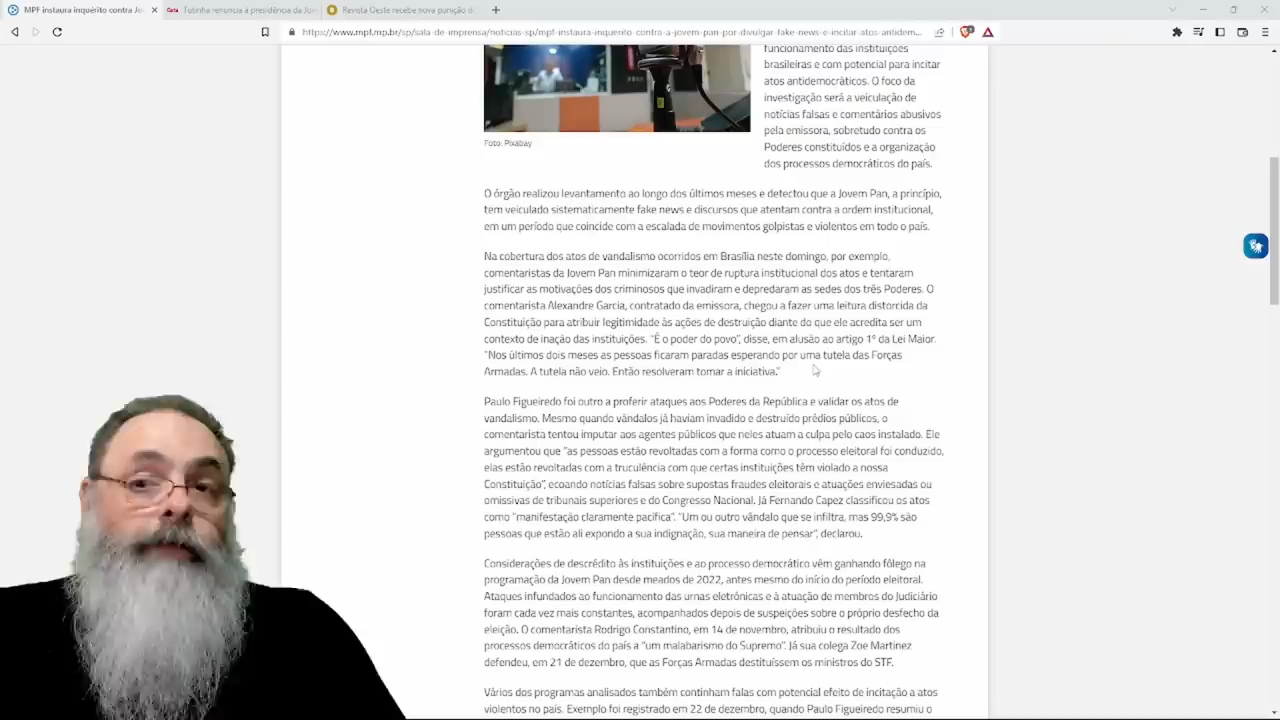 MPF instaura inquérito contra Jo
Tutinha renuncia à presidência da Jov
Revista Oeste recebe nova punição d
https://www.mpf.mp.br/sp/sala-de-imprensa/noticias-sp/mpf-instaura-inquerito-contra-a-jovem-pan-por-divulgar-fake-news-e-incitar-atos-antidem...
funcionamento das instituições
brasileiras e com potencial para incitar
atos antidemocráticos. O foco da
investigação será a veiculação de
notícias falsas e comentários abusivos
pela emissora, sobretudo contra os
Poderes constituídos e a organização
dos processos democráticos do país.
Foto: Pixabay
O órgão realizou levantamento ao longo dos últimos meses e detectou que a Jovem Pan, a princípio,
tem veiculado sistematicamente fake news e discursos que atentam contra a ordem institucional,
em um período que coincide com a escalada de movimentos golpistas e violentos em todo o país.
Na cobertura dos atos de vandalismo ocorridos em Brasília neste domingo, por exemplo,
comentaristas da Jovem Pan minimizaram o teor de ruptura institucional dos atos e tentaram
justificar as motivações dos criminosos que invadiram e depredaram as sedes dos três Poderes. O
comentarista Alexandre Garcia, contratado da emissora, chegou a fazer uma leitura distorcida da
Constituição para atribuir legitimidade às ações de destruição diante do que ele acredita ser um
contexto de inação das instituições. “É o poder do povo”, disse, em alusão ao artigo 1º da Lei Maior.
“Nos últimos dois meses as pessoas ficaram paradas esperando por uma tutela das Forças
Armadas. A tutela não veio. Então resolveram tomar a iniciativa.”
Paulo Figueiredo foi outro a proferir ataques aos Poderes da República e validar os atos de
vandalismo. Mesmo quando vândalos já haviam invadido e destruído prédios públicos, o
comentarista tentou imputar aos agentes públicos que neles atuam a culpa pelo caos instalado. Ele
argumentou que “as pessoas estão revoltadas com a forma como o processo eleitoral foi conduzido,
elas estão revoltadas com a truculência com que certas instituições têm violado a nossa
Constituição”, ecoando notícias falsas sobre supostas fraudes eleitorais e atuações enviesadas ou
omissivas de tribunais superiores e do Congresso Nacional. Já Fernando Capez classificou os atos
como “manifestação claramente pacífica”. “Um ou outro vândalo que se infiltra, mas 99,9% são
pessoas que estão ali expondo a sua indignação, sua maneira de pensar”, declarou.
Considerações de descrédito às instituições e ao processo democrático vêm ganhando fôlego na
programação da Jovem Pan desde meados de 2022, antes mesmo do início do período eleitoral.
Ataques infundados ao funcionamento das urnas eletrônicas e à atuação de membros do Judiciário
foram cada vez mais constantes, acompanhados depois de suspeições sobre o próprio desfecho da
eleição. O comentarista Rodrigo Constantino, em 14 de novembro, atribuiu o resultado dos
processos democráticos do país a “um malabarismo do Supremo”. Já sua colega Zoe Martinez
defendeu, em 21 de dezembro, que as Forças Armadas destituíssem os ministros do STF.
Vários dos programas analisados também continham falas com potencial efeito de incitação a atos
violentos no país. Exemplo foi registrado em 22 de dezembro, quando Paulo Figueiredo resumiu o